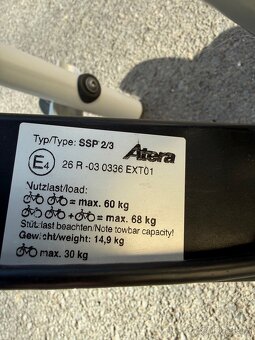 Typ/Type: SSP 2/3 Atera
E4 26 R -03 0336 EXT01
Nutzlast/load:
= max. 60 kg
+ = max. 68 kg
Stützlast beachten/Note towbar capacity!
Gewicht/weight: 14,9 kg
max. 30 kg